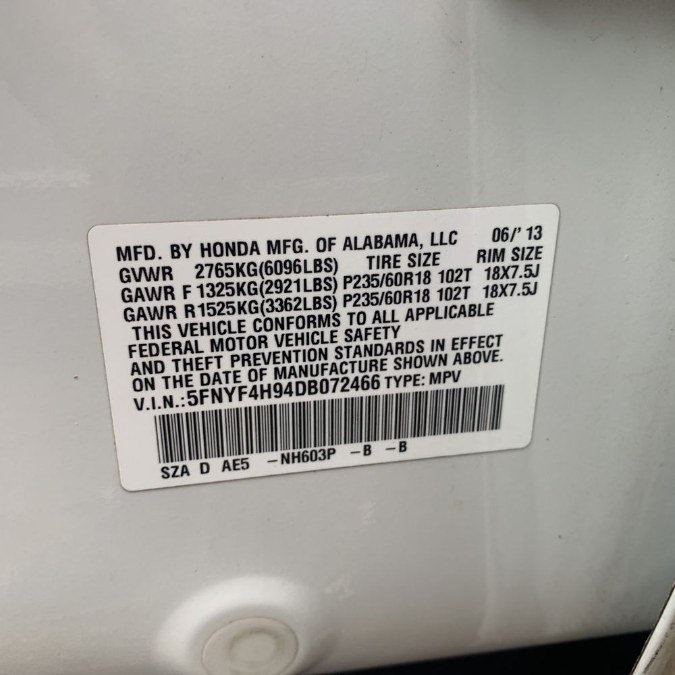 MFD. BY HONDA MFG. OF ALABAMA, LLC 06/'13
GVWR 2765KG(6096LBS) TIRE SIZE RIM SIZE
GAWR F 1325KG(2921LBS) P235/60R18 102T 18X7.5J
GAWR R 1525KG(3362LBS) P235/60R18 102T 18X7.5J
THIS VEHICLE CONFORMS TO ALL APPLICABLE
FEDERAL MOTOR VEHICLE SAFETY
AND THEFT PREVENTION STANDARDS IN EFFECT
ON THE DATE OF MANUFACTURE SHOWN ABOVE.
V.I.N.:5FNYF4H94DB072466 TYPE: MPV
SZA D AE5 -NH603P -B -B